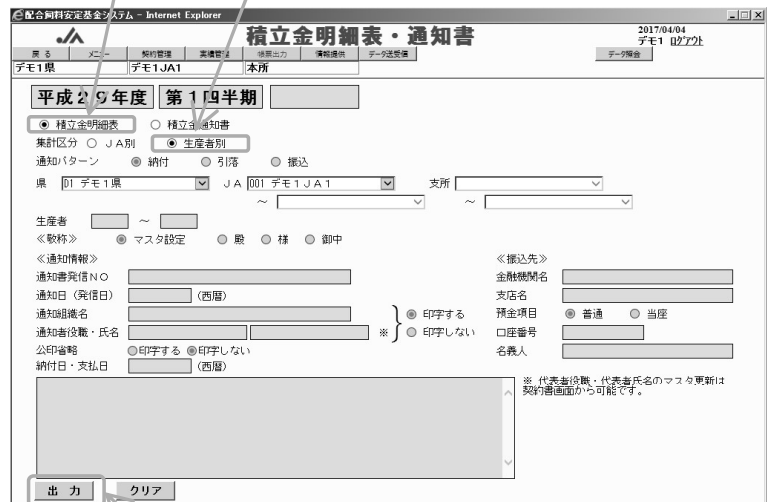 配合飼料安定基金システム - Internet Explorer
JA
積立金明細表・通知書
2017/04/04
デモ1 ログアウト
戻る メニュー 契約管理 実績管理 帳票出力 情報提供 データ送受信 データ照会
デモ1県 デモ1JA1 本所
平成29年度 第1四半期
積立金明細表 積立金通知書
集計区分 JA別 生産者別
通知パターン 納付 引落 振込
県 01 デモ1県 JA 001 デモ1JA1 支所
~ ~
生産者 ~
≪敬称≫ マスタ設定 殿 様 御中
≪通知情報≫ ≪振込先≫
通知書発信NO 金融機関名
通知日(発信日) (西暦) 支店名
通知組織名 印字する 預金項目 普通 当座
通知者役職・氏名 ※ 印字しない 口座番号
公印省略 印字する 印字しない 名義人
納付日・支払日 (西暦)
※ 代表者役職・代表者氏名のマスタ更新は
契約書画面から可能です。
出力 クリア